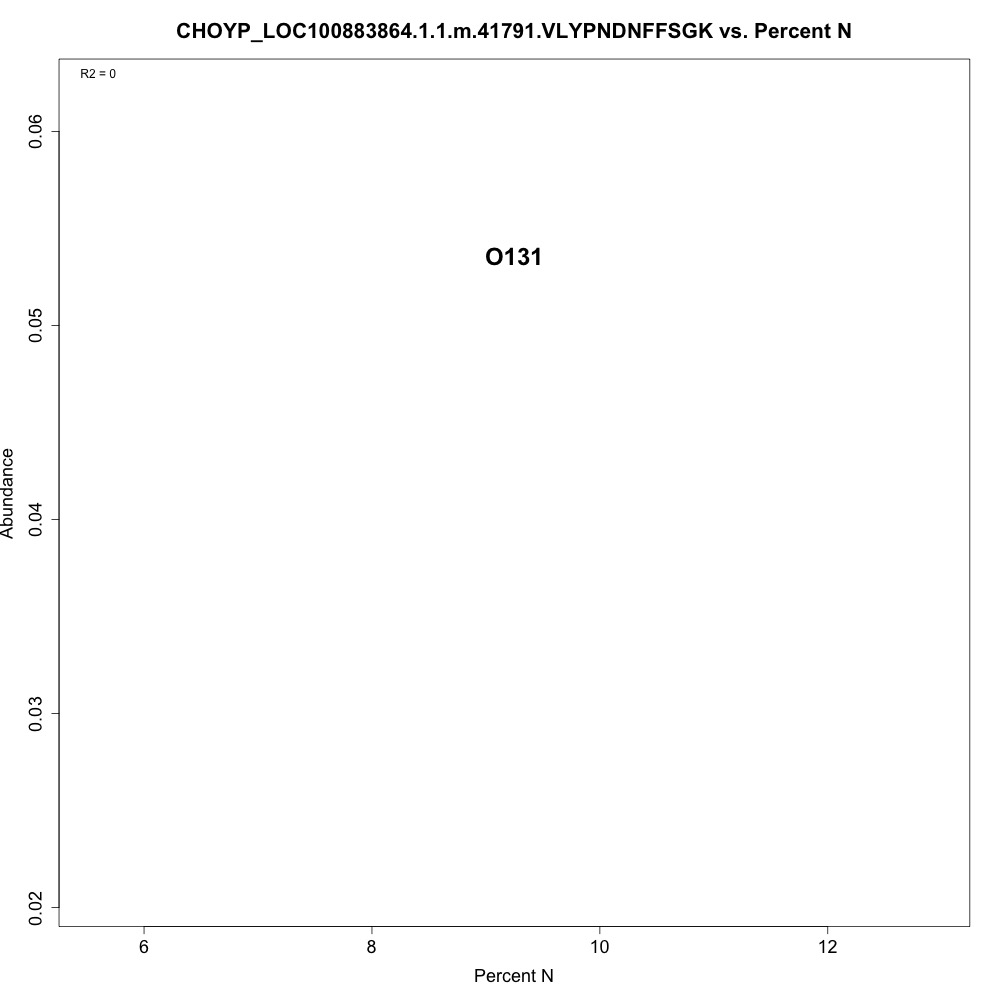 CHOYP_LOC100883864.1.1.m.41791.VLYPNDNFFSGK vs. Percent N
R2 = 0
0.06
O131
0.05
Abundance
0.04
0.03
0.02
6 8 10 12
Percent N